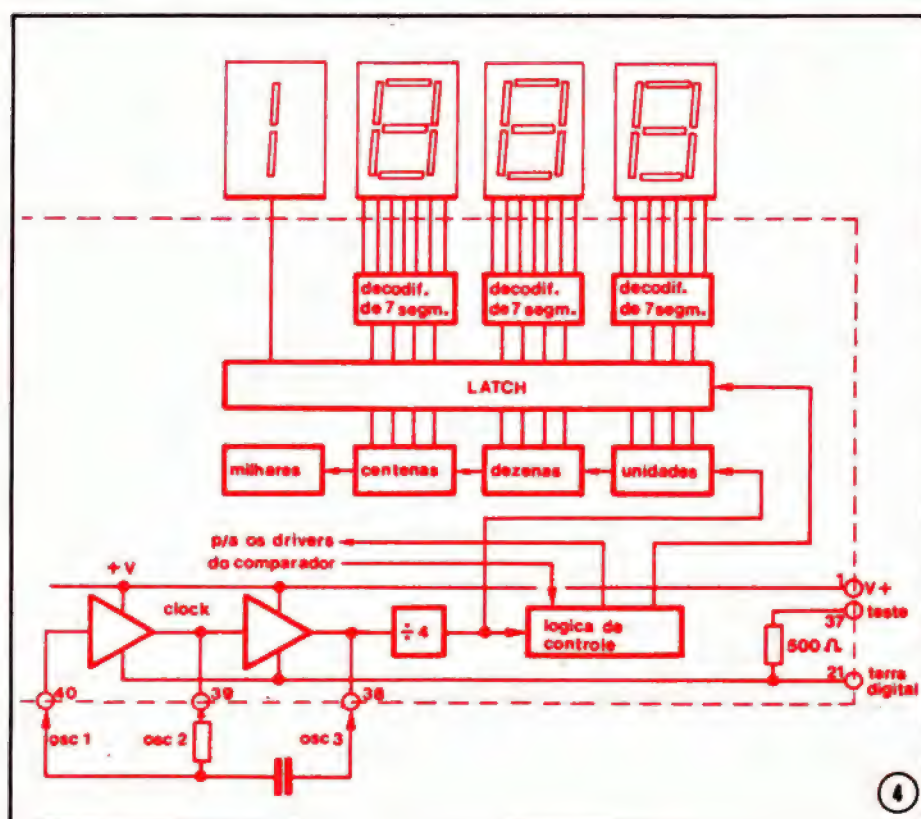 decodif.
de 7 segm.
decodif.
de 7 segm.
decodif.
de 7 segm.
LATCH
milhares
centenas
dezenas
unidades
p/a os drivers
do comparador
+V
clock
÷4
logica de
controle
1
V+
teste
37
500 Ω
21
terra
digital
40
39
38
osc 1
osc 2
osc 3
4